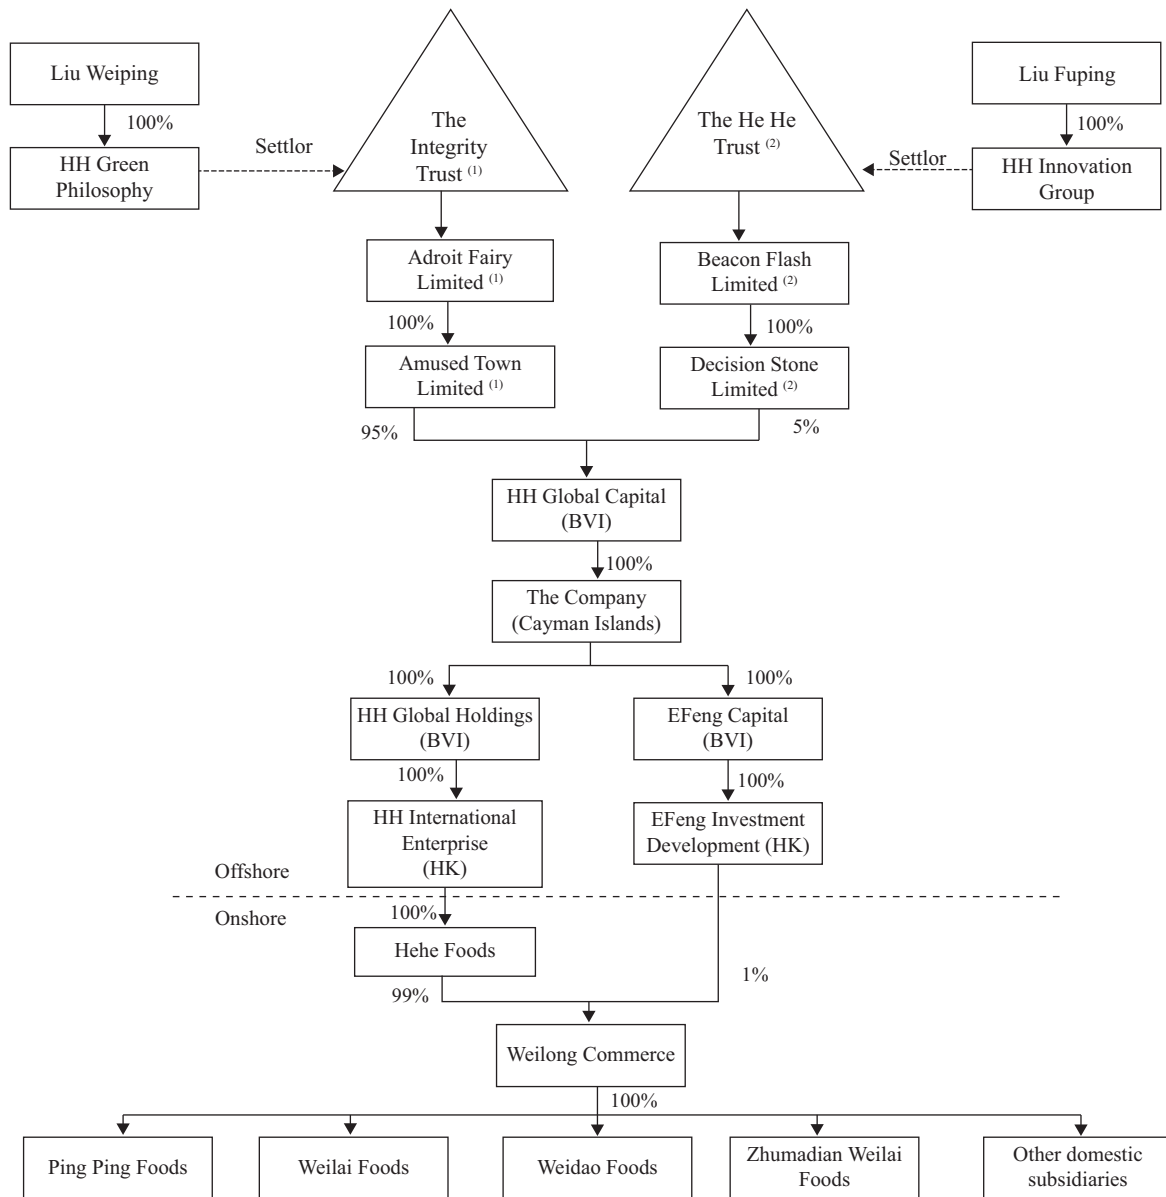 Liu Weiping
100%
HH Green
Philosophy
Settlor
The
Integrity
Trust (1)
The He He
Trust (2)
Settlor
Liu Fuping
100%
HH Innovation
Group
Adroit Fairy
Limited (1)
Beacon Flash
Limited (2)
100%
100%
Amused Town
Limited (1)
Decision Stone
Limited (2)
95%
5%
HH Global Capital
(BVI)
100%
The Company
(Cayman Islands)
100%
100%
HH Global Holdings
(BVI)
EFeng Capital
(BVI)
100%
100%
HH International
Enterprise
(HK)
EFeng Investment
Development (HK)
Offshore
Onshore
100%
Hehe Foods
99%
1%
Weilong Commerce
100%
Ping Ping Foods
Weilai Foods
Weidao Foods
Zhumadian Weilai
Foods
Other domestic
subsidiaries